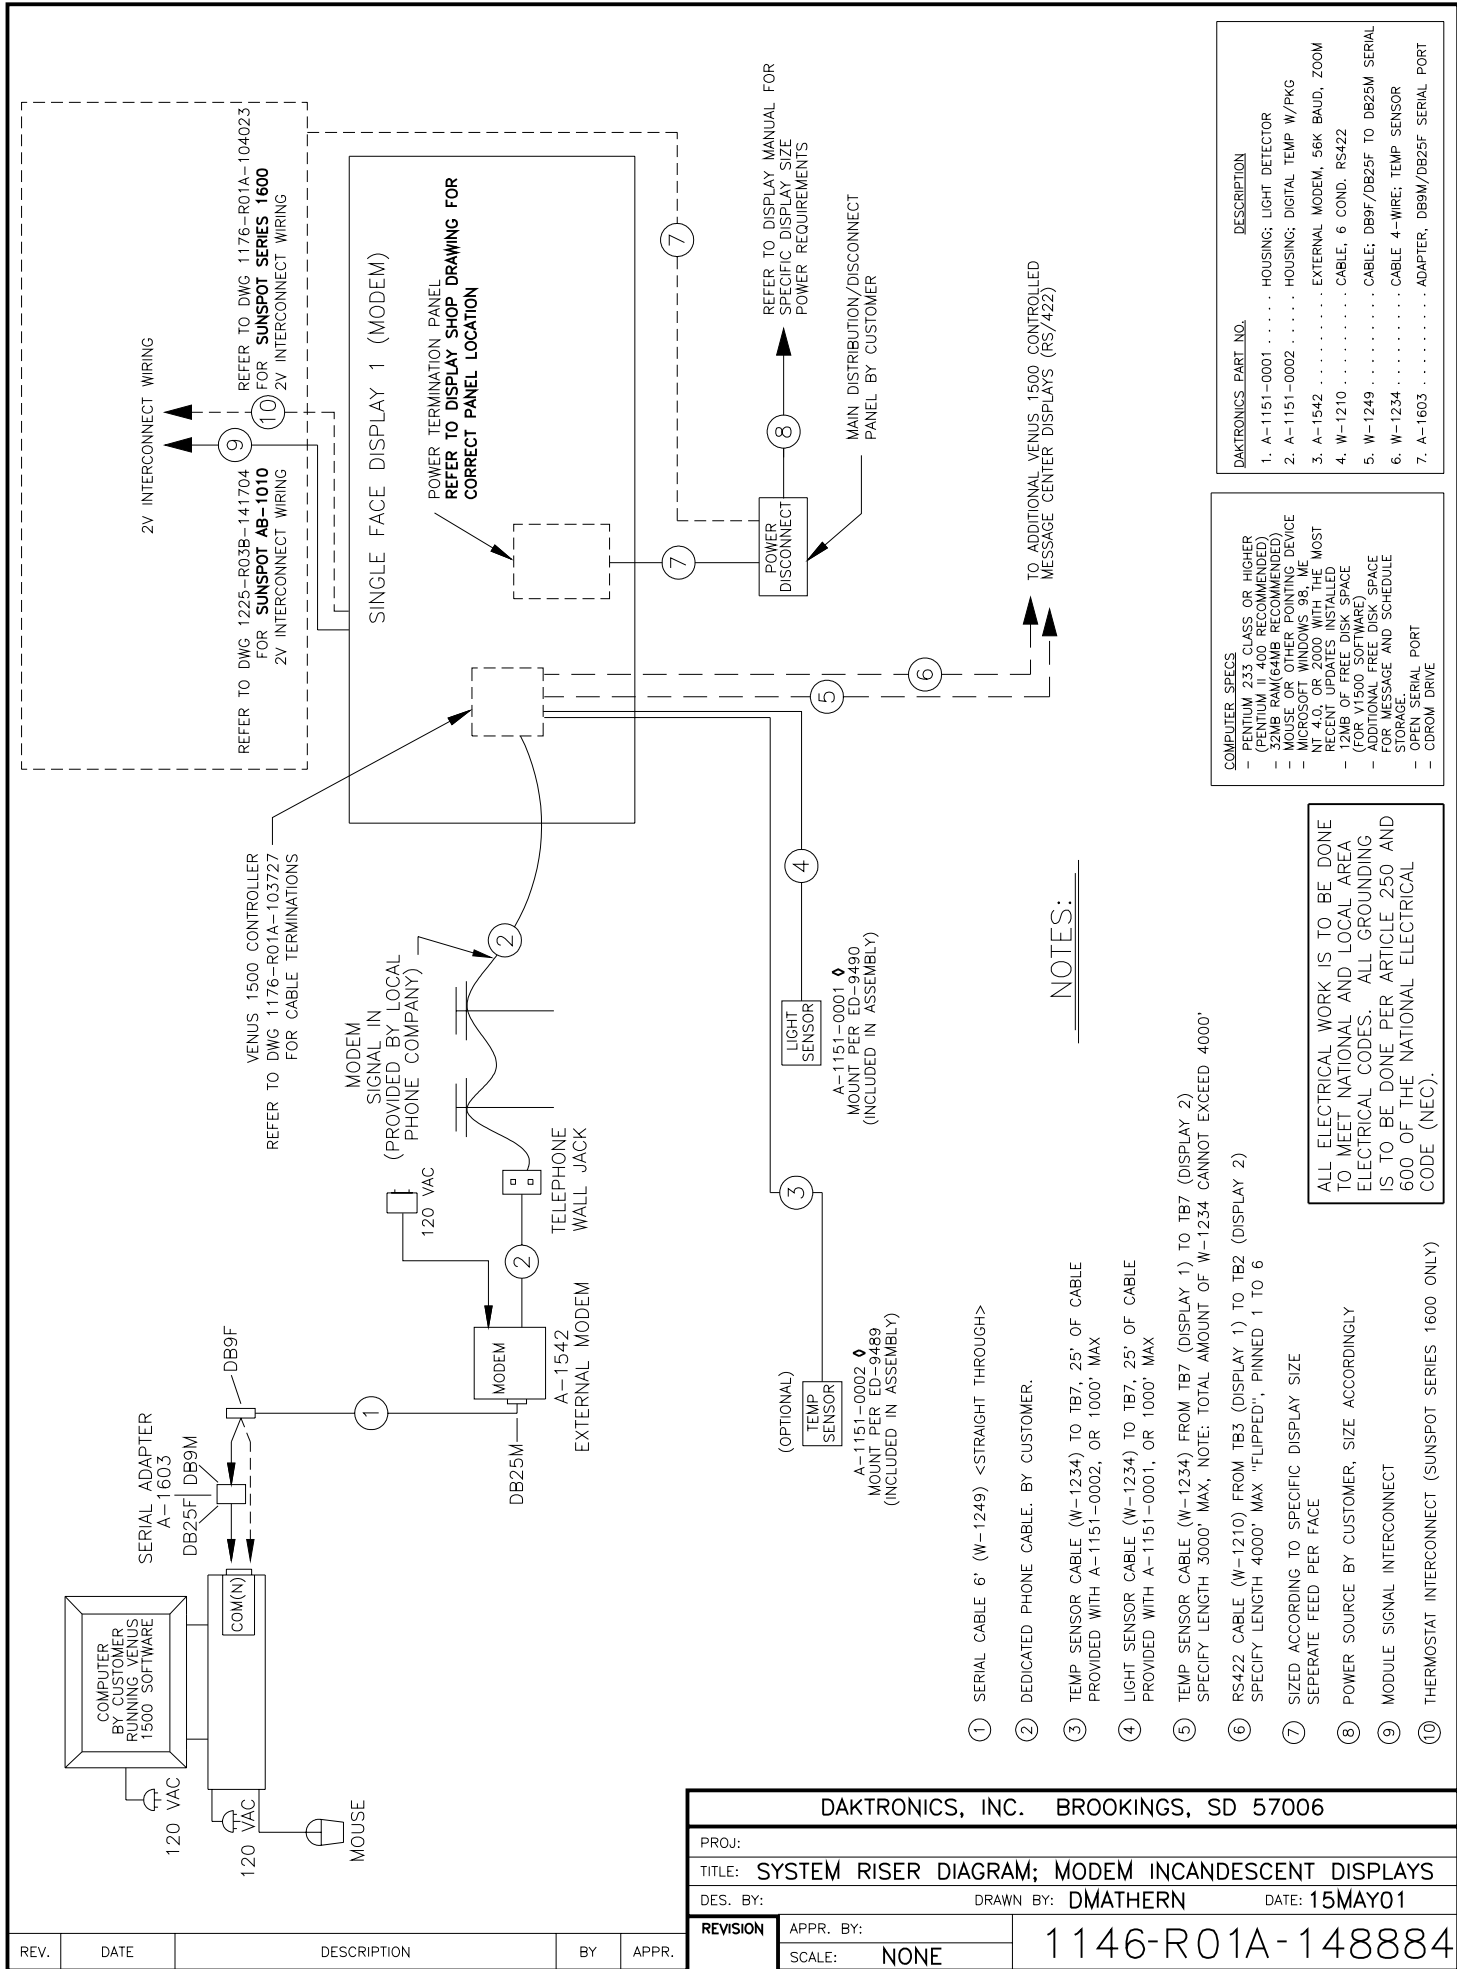 COMPUTER
BY CUSTOMER
RUNNING VENUS
1500 SOFTWARE
120 VAC
120 VAC
MOUSE
COM(N)
SERIAL ADAPTER
A-1603
DB25F DB9M
DB9F
1
DB25M
MODEM
A-1542
EXTERNAL MODEM
120 VAC
2
TELEPHONE
WALL JACK
MODEM
SIGNAL IN
(PROVIDED BY LOCAL
PHONE COMPANY)
2
VENUS 1500 CONTROLLER
REFER TO DWG 1176-R01A-103727
FOR CABLE TERMINATIONS
2V INTERCONNECT WIRING
REFER TO DWG 1225-R03B-141704
FOR SUNSPOT AB-1010
2V INTERCONNECT WIRING
9
10
REFER TO DWG 1176-R01A-104023
FOR SUNSPOT SERIES 1600
2V INTERCONNECT WIRING
SINGLE FACE DISPLAY 1 (MODEM)
POWER TERMINATION PANEL
REFER TO DISPLAY SHOP DRAWING FOR
CORRECT PANEL LOCATION
7
7
POWER
DISCONNECT
8
REFER TO DISPLAY MANUAL FOR
SPECIFIC DISPLAY SIZE
POWER REQUIREMENTS
MAIN DISTRIBUTION/DISCONNECT
PANEL BY CUSTOMER
5
6
TO ADDITIONAL VENUS 1500 CONTROLLED
MESSAGE CENTER DISPLAYS (RS/422)
4
LIGHT
SENSOR
A-1151-0001 ◊
MOUNT PER ED-9490
(INCLUDED IN ASSEMBLY)
3
(OPTIONAL)
TEMP
SENSOR
A-1151-0002 ◊
MOUNT PER ED-9489
(INCLUDED IN ASSEMBLY)
NOTES:
1 SERIAL CABLE 6' (W-1249) <STRAIGHT THROUGH>
2 DEDICATED PHONE CABLE. BY CUSTOMER.
3 TEMP SENSOR CABLE (W-1234) TO TB7, 25' OF CABLE
PROVIDED WITH A-1151-0002, OR 1000' MAX
4 LIGHT SENSOR CABLE (W-1234) TO TB7, 25' OF CABLE
PROVIDED WITH A-1151-0001, OR 1000' MAX
5 TEMP SENSOR CABLE (W-1234) FROM TB7 (DISPLAY 1) TO TB7 (DISPLAY 2)
SPECIFY LENGTH 3000' MAX, NOTE: TOTAL AMOUNT OF W-1234 CANNOT EXCEED 4000'
6 RS422 CABLE (W-1210) FROM TB3 (DISPLAY 1) TO TB2 (DISPLAY 2)
SPECIFY LENGTH 4000' MAX "FLIPPED", PINNED 1 TO 6
7 SIZED ACCORDING TO SPECIFIC DISPLAY SIZE
SEPERATE FEED PER FACE
8 POWER SOURCE BY CUSTOMER, SIZE ACCORDINGLY
9 MODULE SIGNAL INTERCONNECT
10 THERMOSTAT INTERCONNECT (SUNSPOT SERIES 1600 ONLY)
ALL ELECTRICAL WORK IS TO BE DONE
TO MEET NATIONAL AND LOCAL AREA
ELECTRICAL CODES. ALL GROUNDING
IS TO BE DONE PER ARTICLE 250 AND
600 OF THE NATIONAL ELECTRICAL
CODE (NEC).
COMPUTER SPECS
- PENTIUM 233 CLASS OR HIGHER
(PENTIUM II 400 RECOMMENDED)
- 32MB RAM(64MB RECOMMENDED)
- MOUSE OR OTHER POINTING DEVICE
- MICROSOFT WINDOWS 98, ME
NT 4.0, OR 2000 WITH THE MOST
RECENT UPDATES INSTALLED
- 12MB OF FREE DISK SPACE
(FOR V1500 SOFTWARE)
- ADDITIONAL FREE DISK SPACE
FOR MESSAGE AND SCHEDULE
STORAGE.
- OPEN SERIAL PORT
- CDROM DRIVE
DAKTRONICS PART NO. DESCRIPTION
1. A-1151-0001 . . . . . HOUSING; LIGHT DETECTOR
2. A-1151-0002 . . . . . HOUSING; DIGITAL TEMP W/PKG
3. A-1542 . . . . . . . . . EXTERNAL MODEM, 56K BAUD, ZOOM
4. W-1210 . . . . . . . . . CABLE, 6 COND. RS422
5. W-1249 . . . . . . . . . CABLE; DB9F/DB25F TO DB25M SERIAL
6. W-1234 . . . . . . . . . CABLE 4-WIRE; TEMP SENSOR
7. A-1603 . . . . . . . . . ADAPTER, DB9M/DB25F SERIAL PORT
DAKTRONICS, INC. BROOKINGS, SD 57006
PROJ:
TITLE: SYSTEM RISER DIAGRAM; MODEM INCANDESCENT DISPLAYS
DES. BY: DRAWN BY: DMATHERN DATE: 15MAY01
REVISION APPR. BY:
SCALE: NONE
1146-R01A-148884
REV. DATE DESCRIPTION BY APPR.